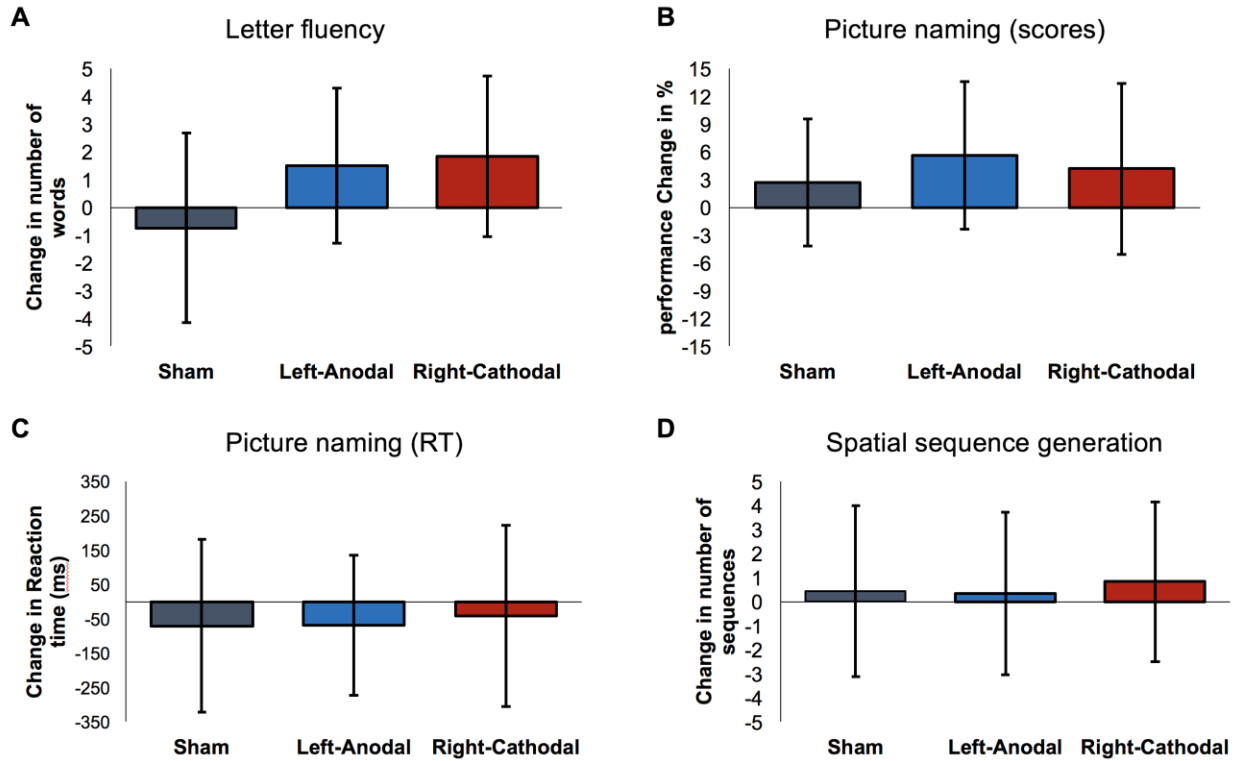 A
Letter fluency
Change in number of
words
5
4
3
2
1
0
-1
-2
-3
-4
-5
Sham
Left-Anodal
Right-Cathodal
B
Picture naming (scores)
performance Change in %
15
12
9
6
3
0
-3
-6
-9
-12
-15
Sham
Left-Anodal
Right-Cathodal
C
Picture naming (RT)
Change in Reaction
time (ms)
350
250
150
50
-50
-150
-250
-350
Sham
Left-Anodal
Right-Cathodal
D
Spatial sequence generation
Change in number of
sequences
5
4
3
2
1
0
-1
-2
-3
-4
-5
Sham
Left-Anodal
Right-Cathodal